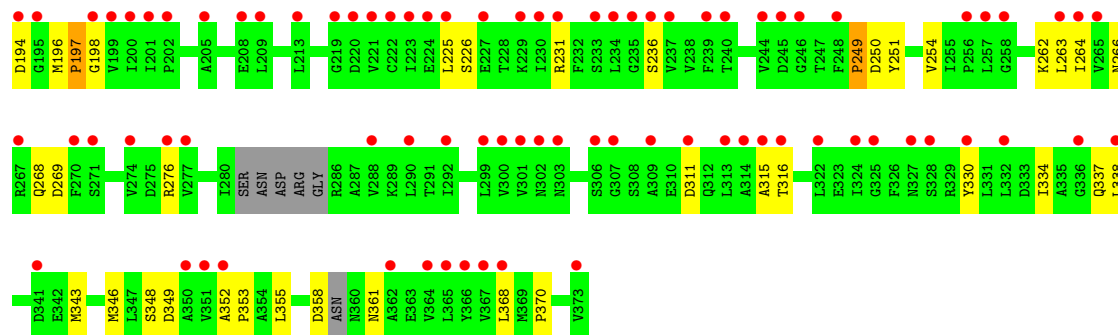 D194 G195 M196 P197 G198 V199 I200 I201 P202 A205 E208 L209 L213 G219 D220 V221 C222 I223 E224 L225 S226 E227 T228 K229 I230 R231 F232 S233 L234 G235 S236 V237 F239 T240 V244 D245 G246 T247 F248 P249 D250 Y251 V254 I255 P256 L257 G258 K262 L263 I264 V265 N266
R267 Q268 D269 F270 S271 V274 D275 R276 V277 I280 SER ASN ASP ARG GLY R286 A287 V288 K289 L290 T291 I292 L299 V300 V301 N302 N303 S306 G307 S308 A309 E310 D311 Q312 L313 A314 A315 T316 L322 E323 I324 G325 F326 N327 S328 R329 Y330 L331 L332 D333 I334 A335 G336 Q337 L338
D341 E342 M343 M346 L347 S348 D349 A350 V351 A352 P353 A354 L355 D358 ASN N360 N361 A362 E363 V364 L365 Y366 V367 L368 M369 P370 V373